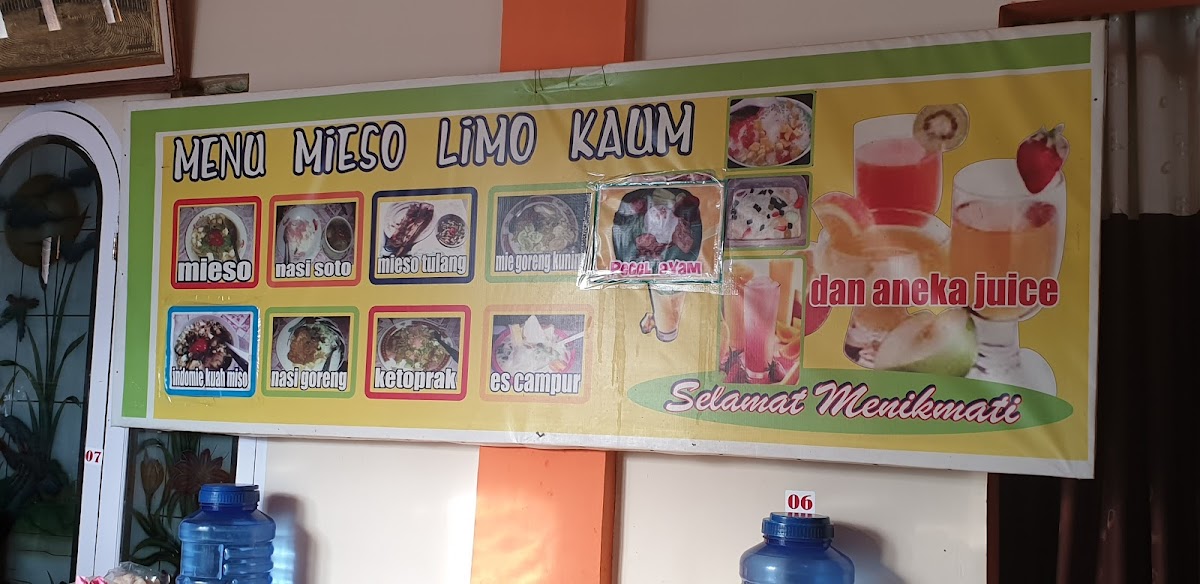 MENU MiESO LiMO KAUM
mieso
nasi soto
mieso tulang
mie goreng kunin
Pecel aYaM
indomie kuah miso
nasi goreng
ketoprak
es campur
dan aneka juice
Selamat Menikmati
07
06